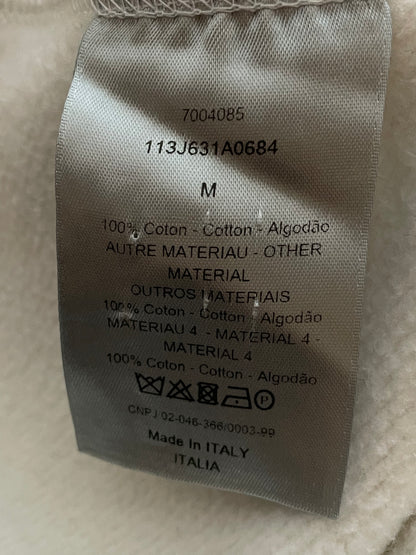 7004085
113J631A0684
M
100% Coton - Cotton - Algodão
AUTRE MATERIAU - OTHER
MATERIAL
OUTROS MATERIAIS
100% Coton - Cotton - Algodão
MATERIAU 4 - MATERIAL 4 -
MATERIAL 4
100% Coton - Cotton - Algodão
P
CNPJ 02-046-366/0003-99
Made In ITALY
ITALIA